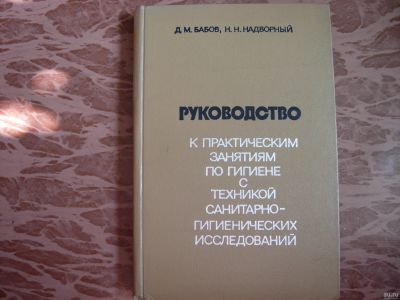 Д. М. БАБОВ, Н. Н. НАДВОРНЫЙ
РУКОВОДСТВО
К ПРАКТИЧЕСКИМ
ЗАНЯТИЯМ
ПО ГИГИЕНЕ
С
ТЕХНИКОЙ
САНИТАРНО-
ГИГИЕНИЧЕСКИХ
ИССЛЕДОВАНИЙ